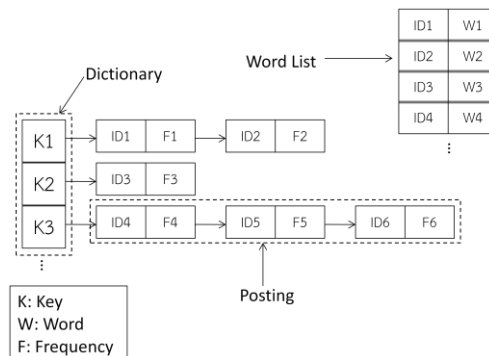 Dictionary
Word List
ID1 W1
ID2 W2
ID3 W3
ID4 W4
⋮
K1 ID1 F1 ID2 F2
K2 ID3 F3
K3 ID4 F4 ID5 F5 ID6 F6
⋮
Posting
K: Key
W: Word
F: Frequency